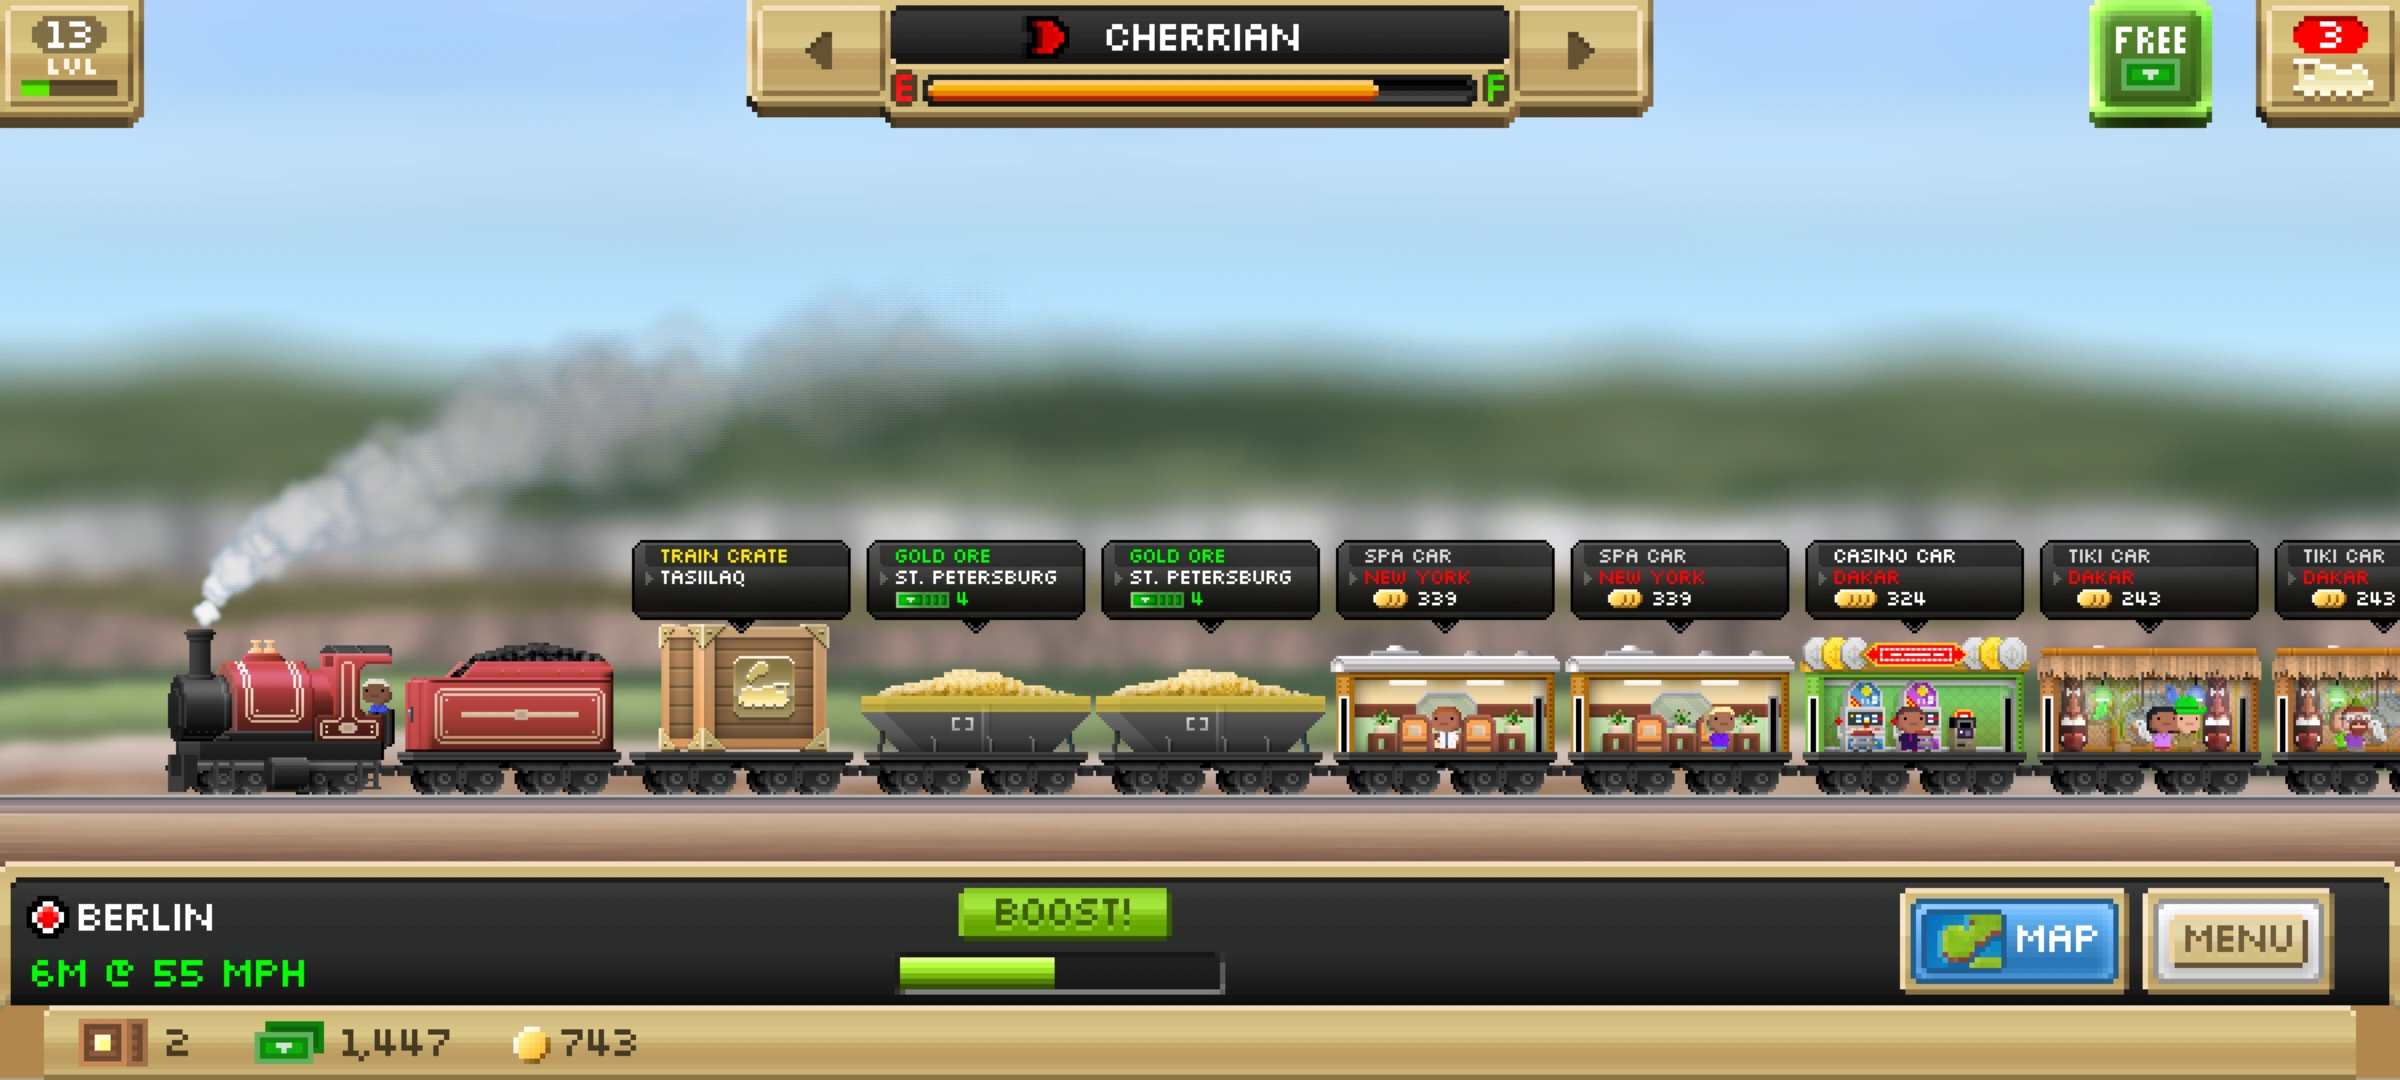 13
LVL
CHERRIAN
E F
FREE
3
TRAIN CRATE
TASIILAQ
GOLD ORE
ST. PETERSBURG
4
GOLD ORE
ST. PETERSBURG
4
SPA CAR
NEW YORK
339
SPA CAR
NEW YORK
339
CASINO CAR
DAKAR
324
TIKI CAR
DAKAR
243
TIKI CAR
DAKAR
243
BERLIN
6M @ 55 MPH
BOOST!
MAP
MENU
2
1,447
743